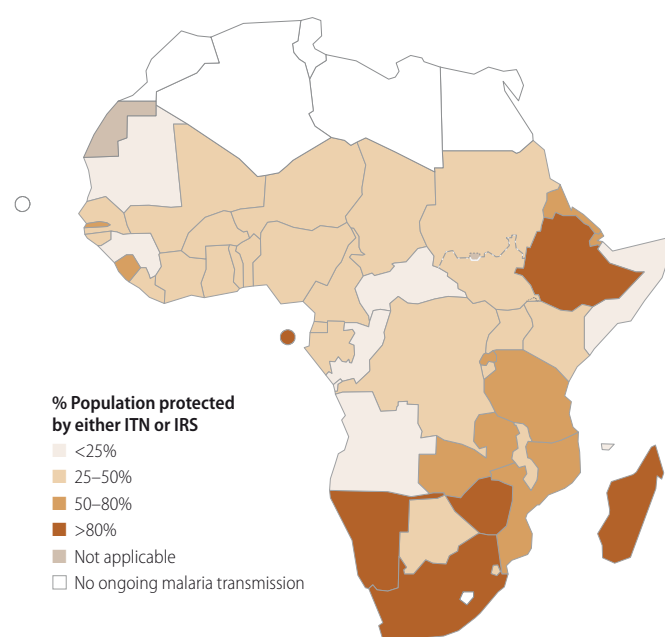 % Population protected
by either ITN or IRS
<25%
25–50%
50–80%
>80%
Not applicable
No ongoing malaria transmission